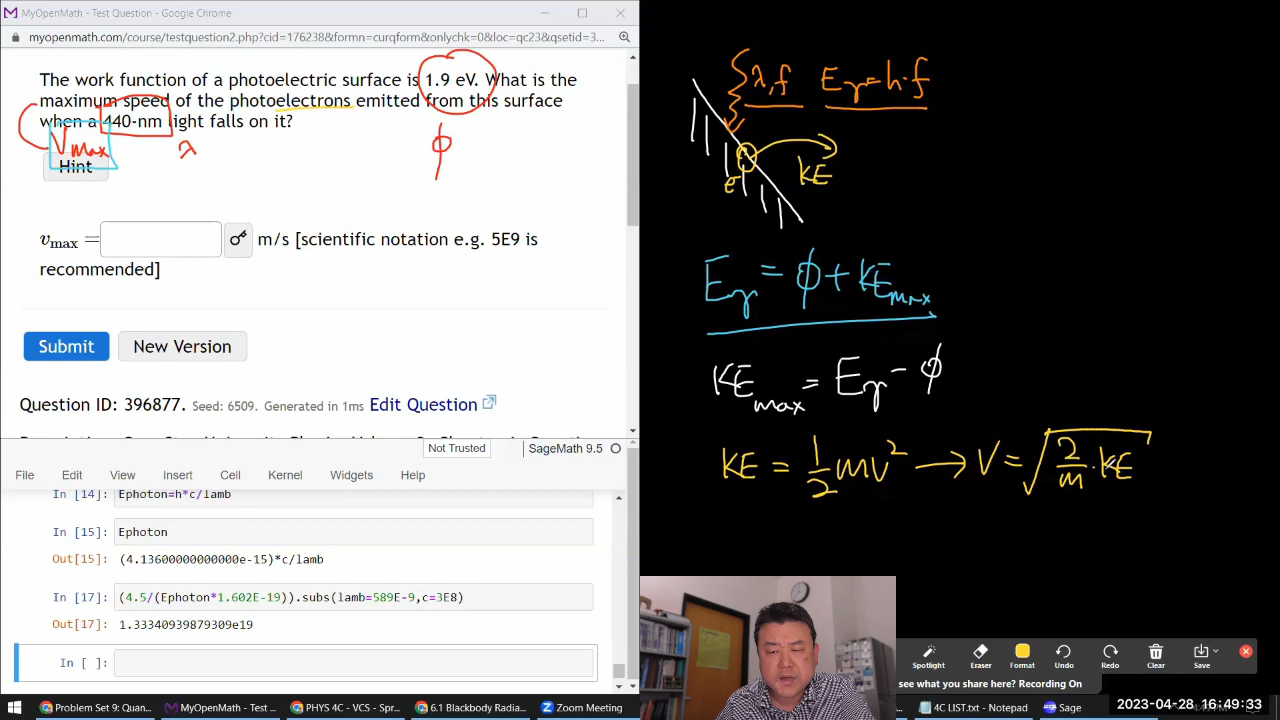 MyOpenMath - Test Question - Google Chrome
myopenmath.com/course/testquestion2.php?cid=176238&formn=curqform&onlychk=0&loc=qc23&qsetid=3...
The work function of a photoelectric surface is 1.9 eV. What is the
maximum speed of the photoelectrons emitted from this surface
when a 440-nm light falls on it?
Vmax λ ϕ
Hint
vmax = m/s [scientific notation e.g. 5E9 is
recommended]
Submit New Version
Question ID: 396877. Seed: 6509. Generated in 1ms Edit Question
Not Trusted SageMath 9.5
File Edit View Insert Cell Kernel Widgets Help
In [14]: Ephoton=h*c/lamb
In [15]: Ephoton
Out[15]: (4.13600000000000e-15)*c/lamb
In [17]: (4.5/(Ephoton*1.602E-19)).subs(lamb=589E-9,c=3E8)
Out[17]: 1.33340939879309e19
In [ ]:
λ,f Eγ=h·f
e⁻ KE
Eγ = ϕ+KEmax
KEmax = Eγ - ϕ
KE = 1/2 mv² → V = √(2/m · KE)
Spotlight Eraser Format Undo Redo Clear Save
see what you share here? Recording On
Problem Set 9: Quan... MyOpenMath - Test ... PHYS 4C - VCS - Goo... 6.1 Blackbody Radiat... Zoom Meeting 4C LIST.txt - Notepad Sage
2023-04-28 16:49:33